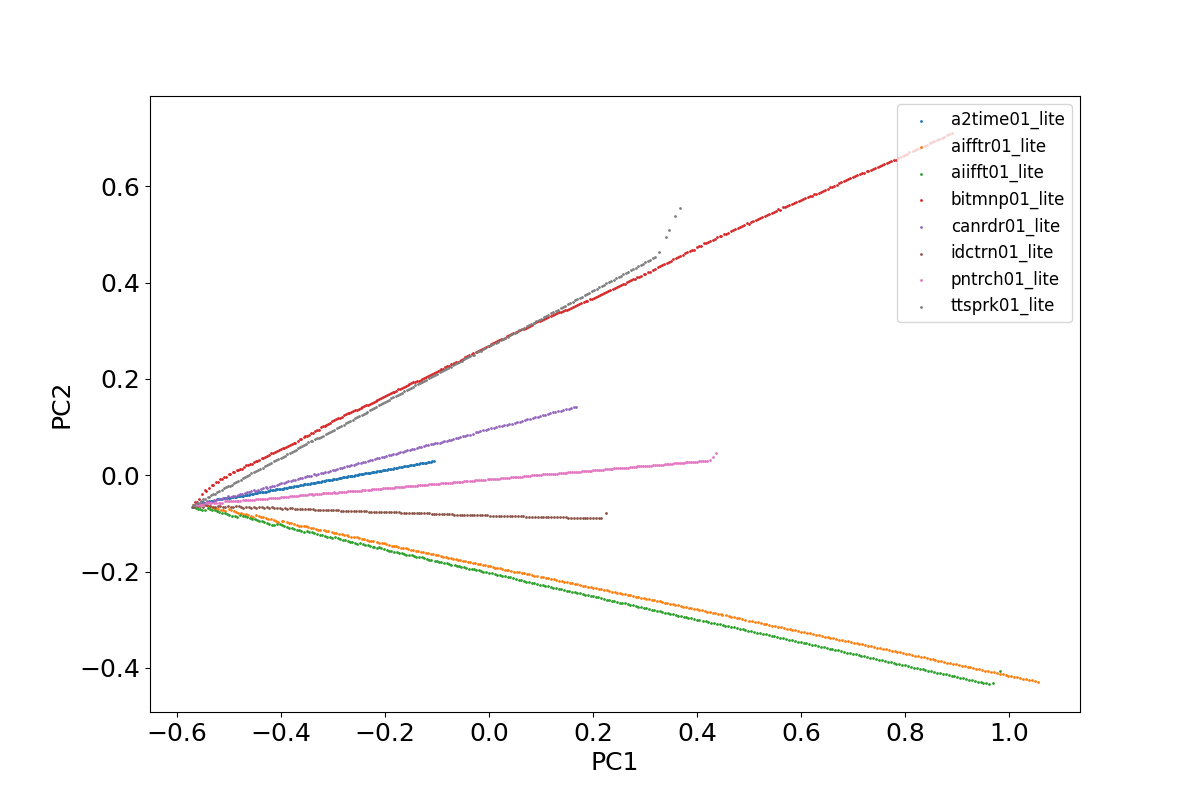 a2time01_lite
aifftr01_lite
aiifft01_lite
bitmnp01_lite
canrdr01_lite
idctrn01_lite
pntrch01_lite
ttsprk01_lite
0.6
0.4
0.2
0.0
−0.2
−0.4
PC2
−0.6 −0.4 −0.2 0.0 0.2 0.4 0.6 0.8 1.0
PC1